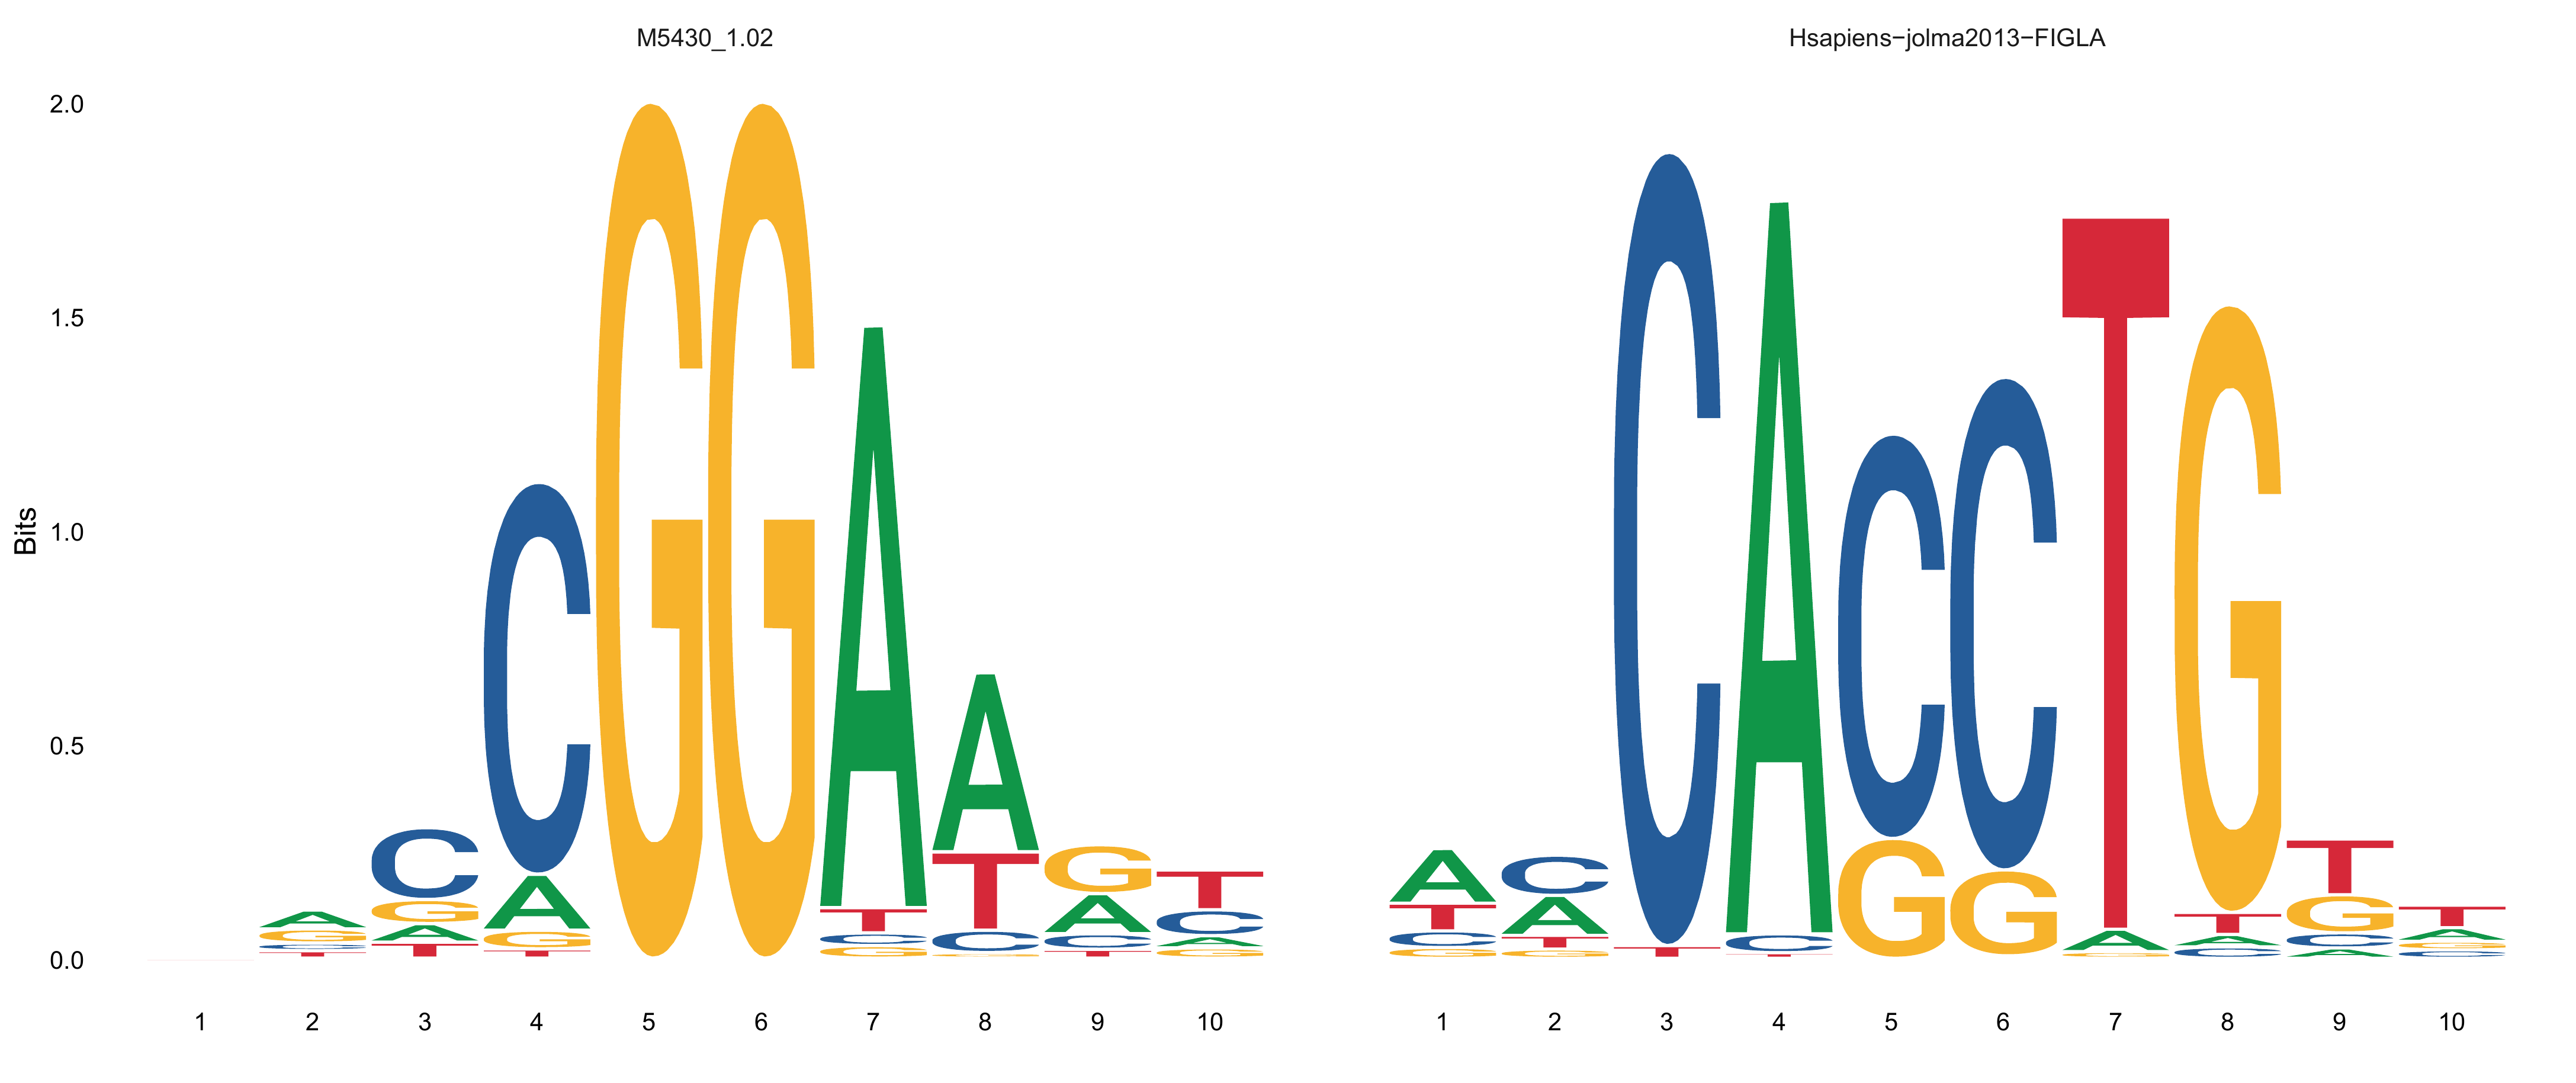 M5430_1.02 Hsapiens−jolma2013−FIGLA
Bits
2.0
1.5
1.0
0.5
0.0
1 2 3 4 5 6 7 8 9 10 1 2 3 4 5 6 7 8 9 10
A G C T
C G A T
C A G T
G
G
A T C G
A T C G
G A C T
T C A G
A T C G
C A T G
C T
A C T
C G
C G
T A G
G T A C
T G C A
T A G C